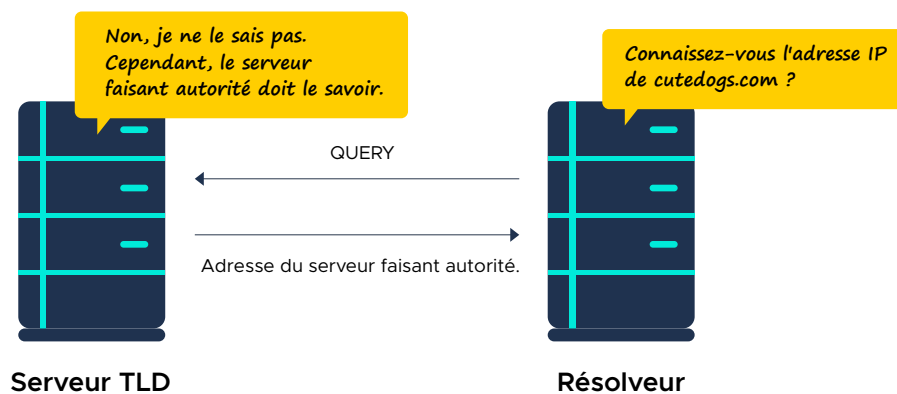 Non, je ne le sais pas.
Cependant, le serveur
faisant autorité doit le savoir.
Connaissez-vous l'adresse IP
de cutedogs.com ?
QUERY
Adresse du serveur faisant autorité.
Serveur TLD
Résolveur